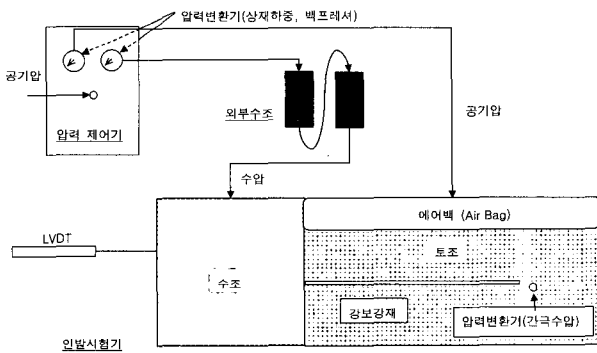 압력변환기(상재하중, 백프레셔)
공기압
압력 제어기
외부수조
공기압
수압
에어백 (Air Bag)
LVDT
토조
수조
강보강재
압력변환기(간극수압)
인발시험기